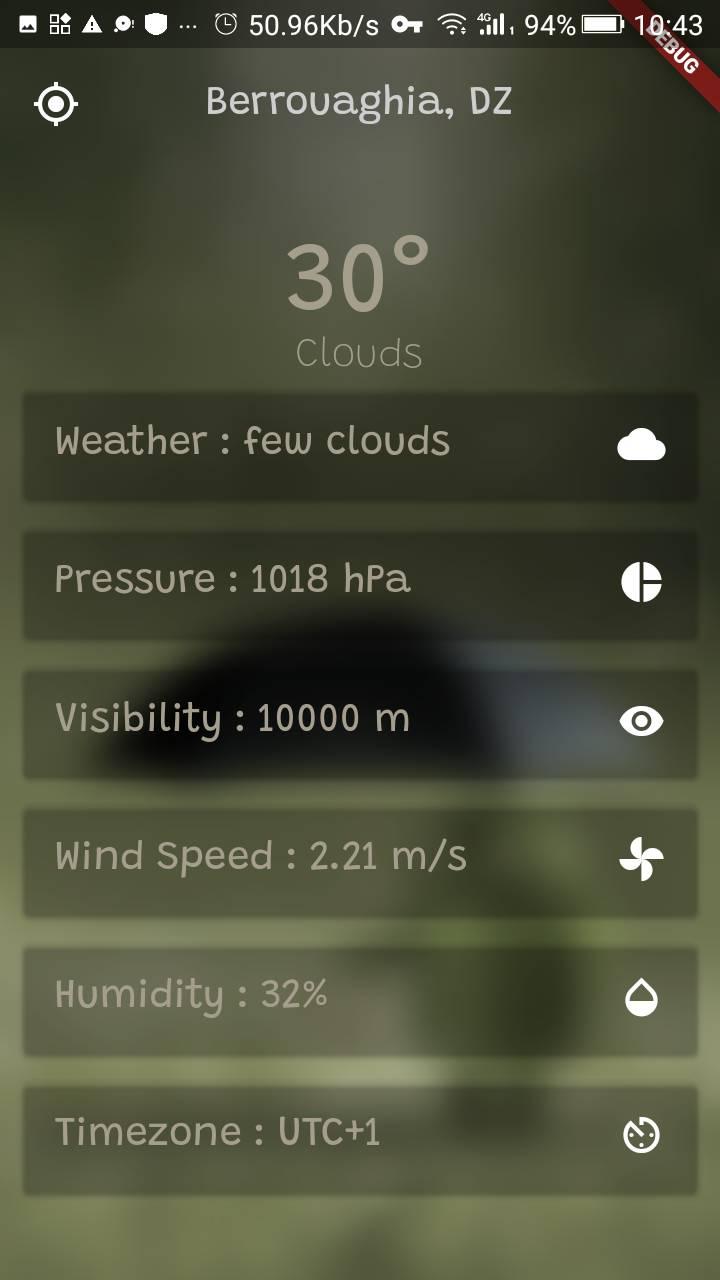 ... 50.96Kb/s 4G 94% 10:43
DEBUG
Berrouaghia, DZ
30°
Clouds
Weather : few clouds
Pressure : 1018 hPa
Visibility : 10000 m
Wind Speed : 2.21 m/s
Humidity : 32%
Timezone : UTC+1